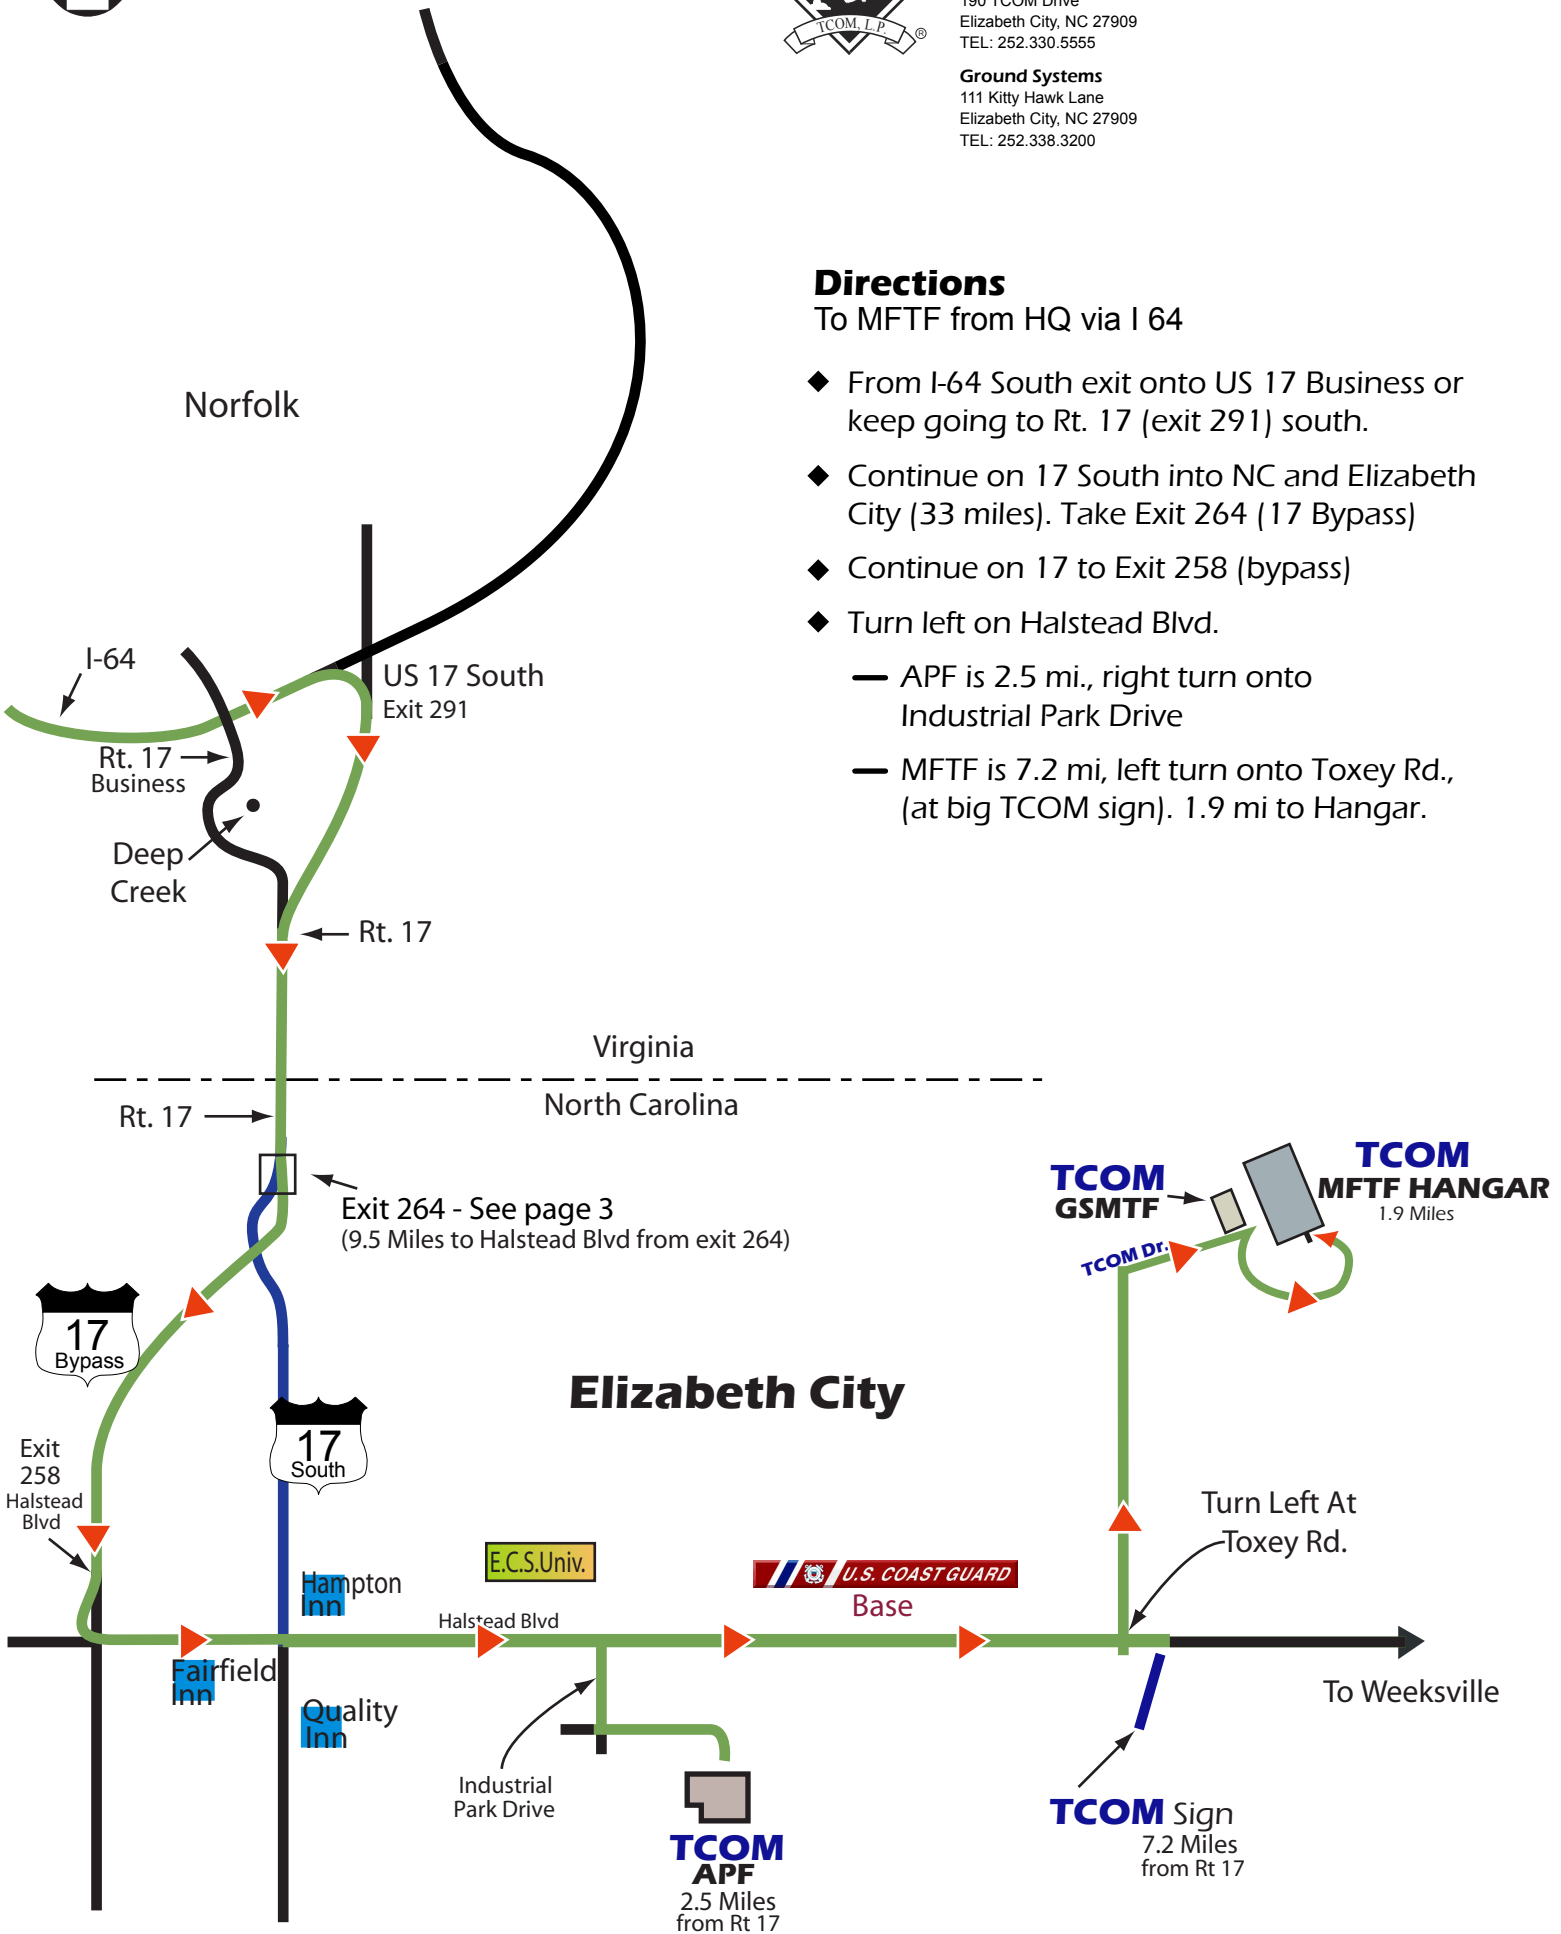 TCOM, L.P.
®
190 TCOM Drive
Elizabeth City, NC 27909
TEL: 252.330.5555
Ground Systems
111 Kitty Hawk Lane
Elizabeth City, NC 27909
TEL: 252.338.3200
Directions
To MFTF from HQ via I 64
◆ From I-64 South exit onto US 17 Business or
keep going to Rt. 17 (exit 291) south.
◆ Continue on 17 South into NC and Elizabeth
City (33 miles). Take Exit 264 (17 Bypass)
◆ Continue on 17 to Exit 258 (bypass)
◆ Turn left on Halstead Blvd.
— APF is 2.5 mi., right turn onto
Industrial Park Drive
— MFTF is 7.2 mi, left turn onto Toxey Rd.,
(at big TCOM sign). 1.9 mi to Hangar.
Norfolk
I-64
US 17 South
Exit 291
Rt. 17
Business
Deep
Creek
Rt. 17
Virginia
North Carolina
Rt. 17
Exit 264 - See page 3
(9.5 Miles to Halstead Blvd from exit 264)
TCOM
GSMTF
TCOM
MFTF HANGAR
1.9 Miles
TCOM Dr.
17
Bypass
Elizabeth City
17
South
Exit
258
Halstead
Blvd
Turn Left At
Toxey Rd.
E.C.S.Univ.
U.S. COAST GUARD
Base
Hampton
Inn
Halstead Blvd
Fairfield
Inn
Quality
Inn
To Weeksville
Industrial
Park Drive
TCOM
APF
2.5 Miles
from Rt 17
TCOM Sign
7.2 Miles
from Rt 17